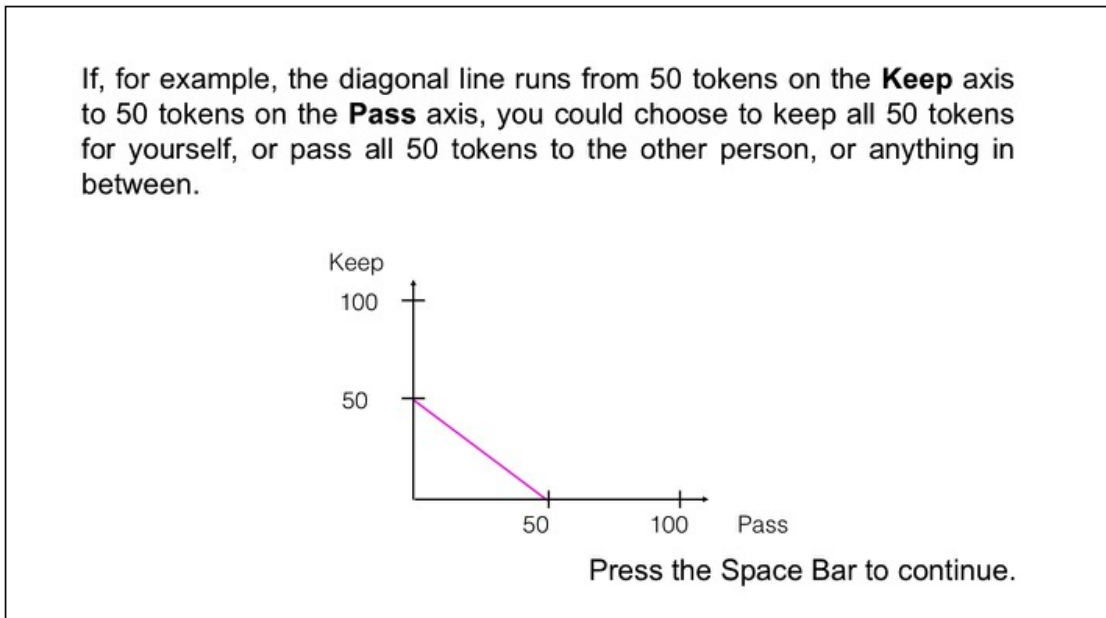 If, for example, the diagonal line runs from 50 tokens on the Keep axis
to 50 tokens on the Pass axis, you could choose to keep all 50 tokens
for yourself, or pass all 50 tokens to the other person, or anything in
between.
Keep
100
50
50 100 Pass
Press the Space Bar to continue.